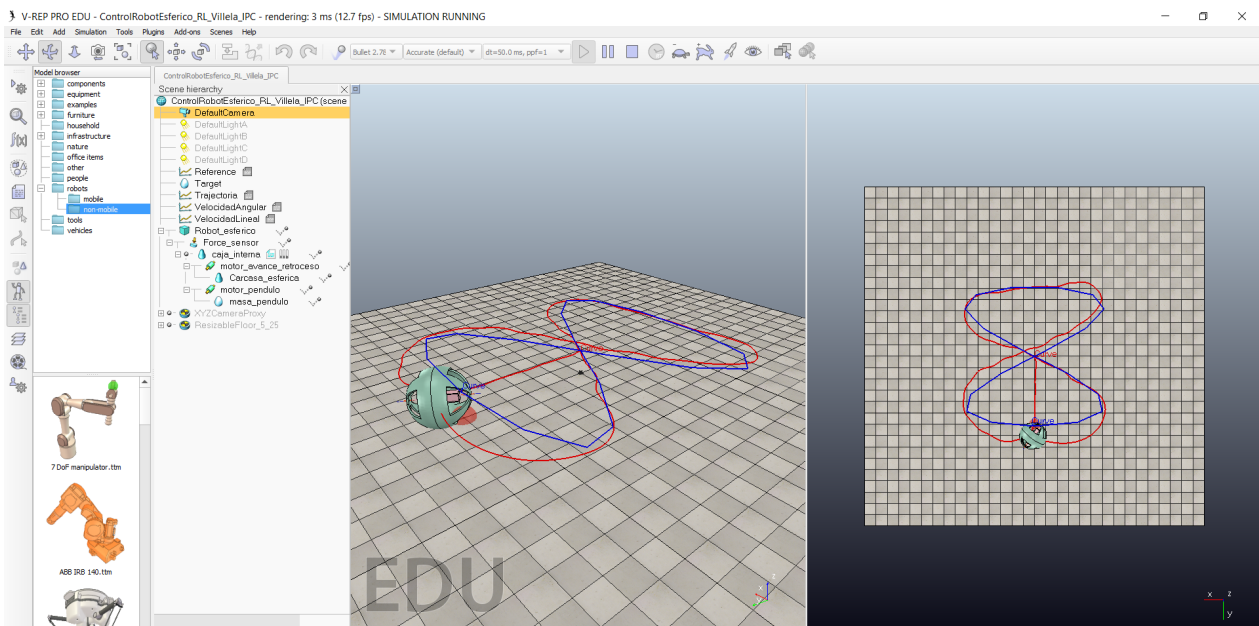 V-REP PRO EDU - ControlRobotEsferico_RL_Villela_IPC - rendering: 3 ms (12.7 fps) - SIMULATION RUNNING
File Edit Add Simulation Tools Plugins Add-ons Scenes Help
Bullet 2.78 Accurate (default) dt=50.0 ms, ppf=1
f(x)
Model browser
components
equipment
examples
furniture
household
infrastructure
nature
office items
other
people
robots
mobile
non-mobile
tools
vehicles
7 DoF manipulator.ttm
ABB IRB 140.ttm
ControlRobotEsferico_RL_Villela_IPC
Scene hierarchy
ControlRobotEsferico_RL_Villela_IPC (scene
DefaultCamera
DefaultLightA
DefaultLightB
DefaultLightC
DefaultLightD
Reference
Target
Trajectoria
VelocidadAngular
VelocidadLineal
Robot_esferico
Force_sensor
caja_interna
motor_avance_retroceso
Carcasa_esferica
motor_pendulo
masa_pendulo
XYZCameraProxy
ResizableFloor_5_25
Curve
Curve
EDU
x
z
Curve
Curve
x z
y